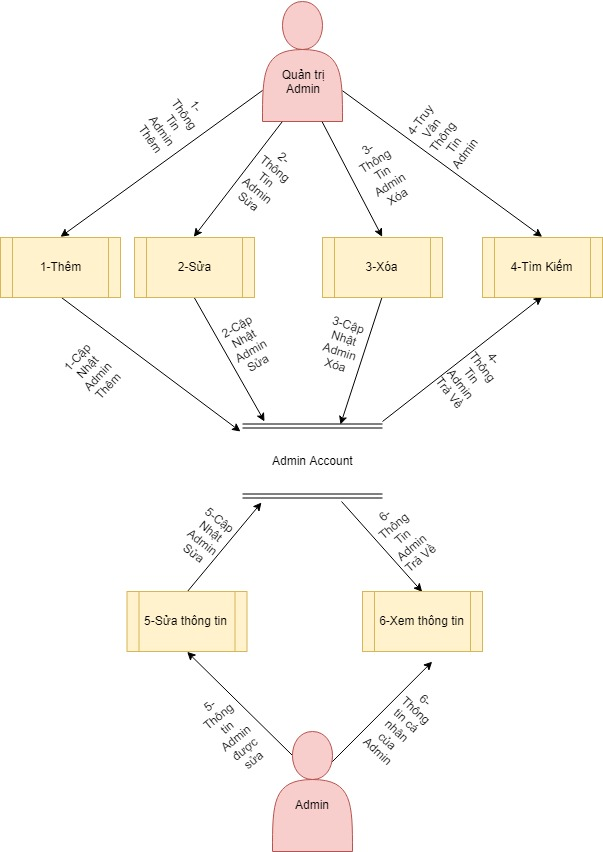 Quản trị
Admin
1-
Thông
Tin
Admin
Thêm
2-
Thông
Tin
Admin
Sửa
3-
Thông
Tin
Admin
Xóa
4-Truy
Vấn
Thông
Tin
Admin
1-Thêm
2-Sửa
3-Xóa
4-Tìm Kiếm
1-Cập
Nhật
Admin
Thêm
2-Cập
Nhật
Admin
Sửa
3-Cập
Nhật
Admin
Xóa
4-
Thông
Tin
Admin
Trả Về
Admin Account
5-Cập
Nhật
Admin
Sửa
6-
Thông
Tin
Admin
Trả Về
5-Sửa thông tin
6-Xem thông tin
5-
Thông
tin
Admin
được
sửa
6-
Thông
tin cá
nhân
của
Admin
Admin